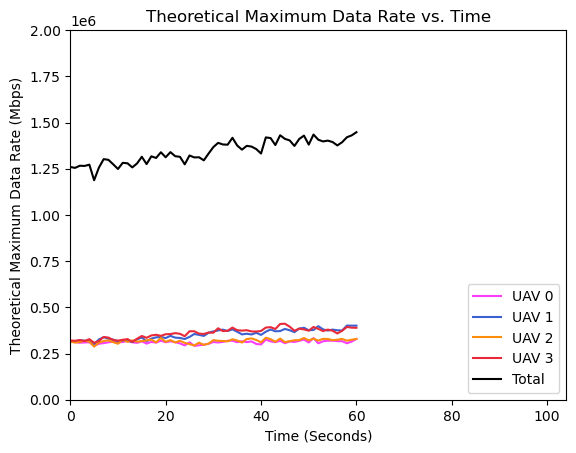 Theoretical Maximum Data Rate vs. Time
1e6
2.00
1.75
1.50
1.25
1.00
0.75
0.50
0.25
0.00
Theoretical Maximum Data Rate (Mbps)
UAV 0
UAV 1
UAV 2
UAV 3
Total
0 20 40 60 80 100
Time (Seconds)